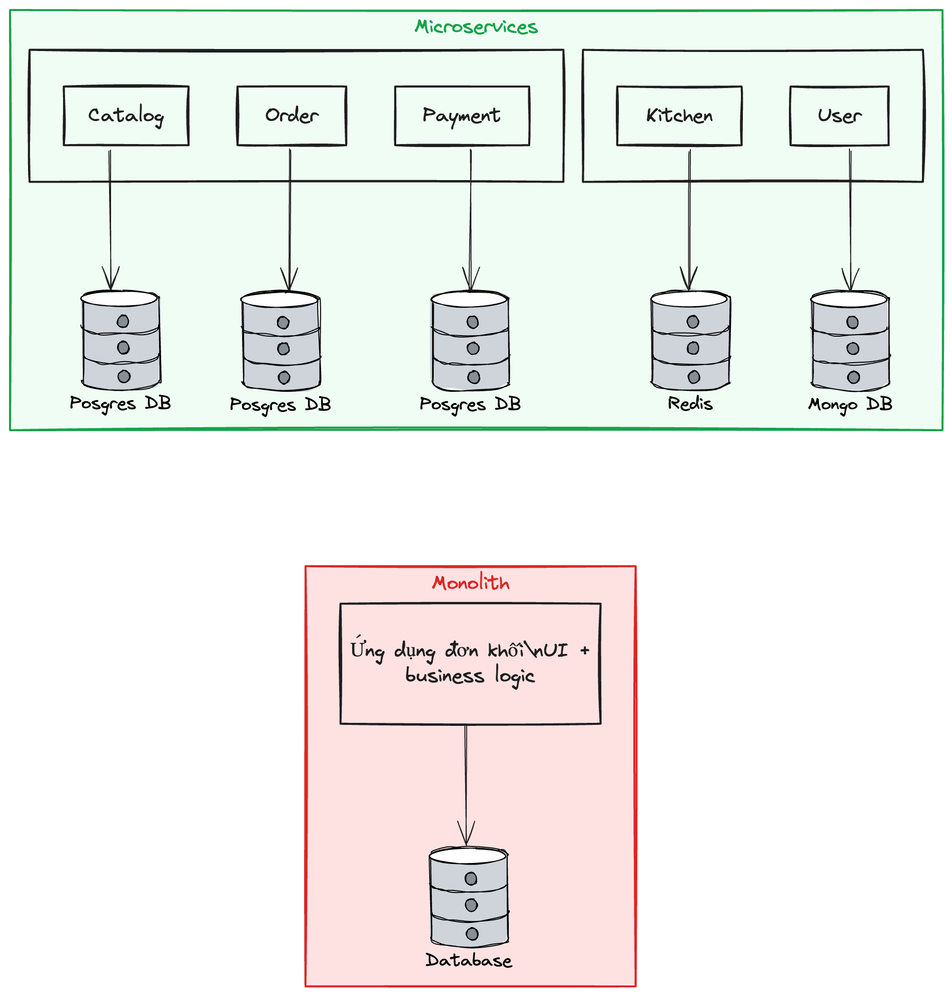 Microservices
Catalog
Order
Payment
Kitchen
User
Posgres DB
Posgres DB
Posgres DB
Redis
Mongo DB
Monolith
Ứng dụng đơn khối\nUI +
business logic
Database